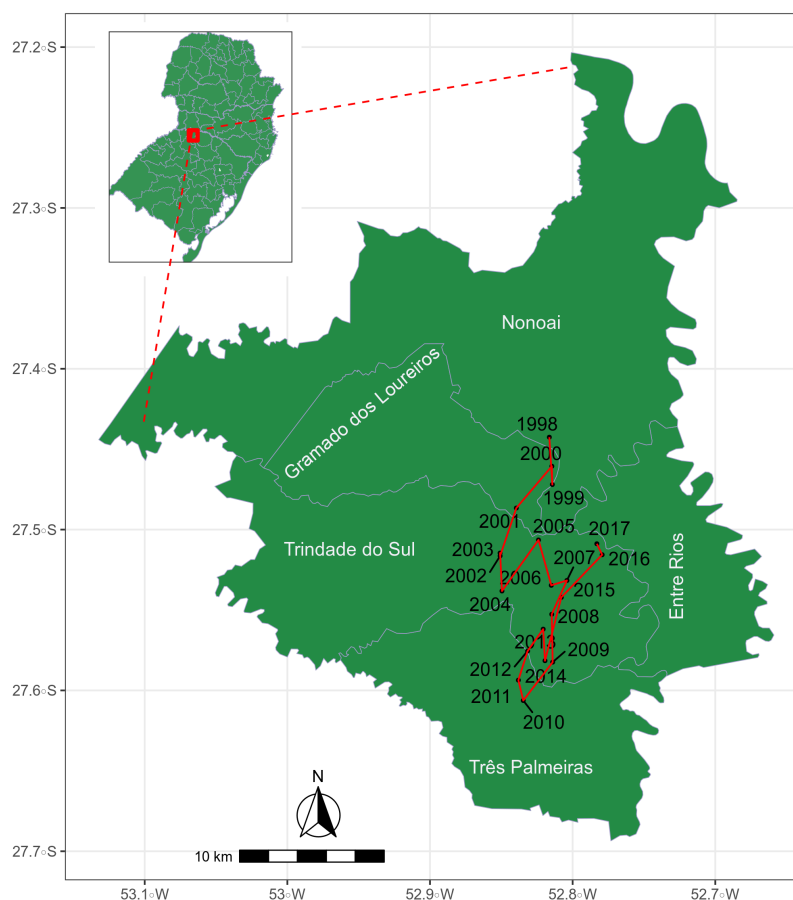 27.2°S
27.3°S
Nonoai
27.4°S
Gramado dos Loureiros
1998
2000
1999
27.5°S
2001
2005
2017
2003
Trindade do Sul
2007
2016
2002
2006
2004
2015
Entre Rios
2008
2013
2009
2012
2014
27.6°S
2011
2010
Três Palmeiras
N
27.7°S
10 km
53.1°W
53°W
52.9°W
52.8°W
52.7°W